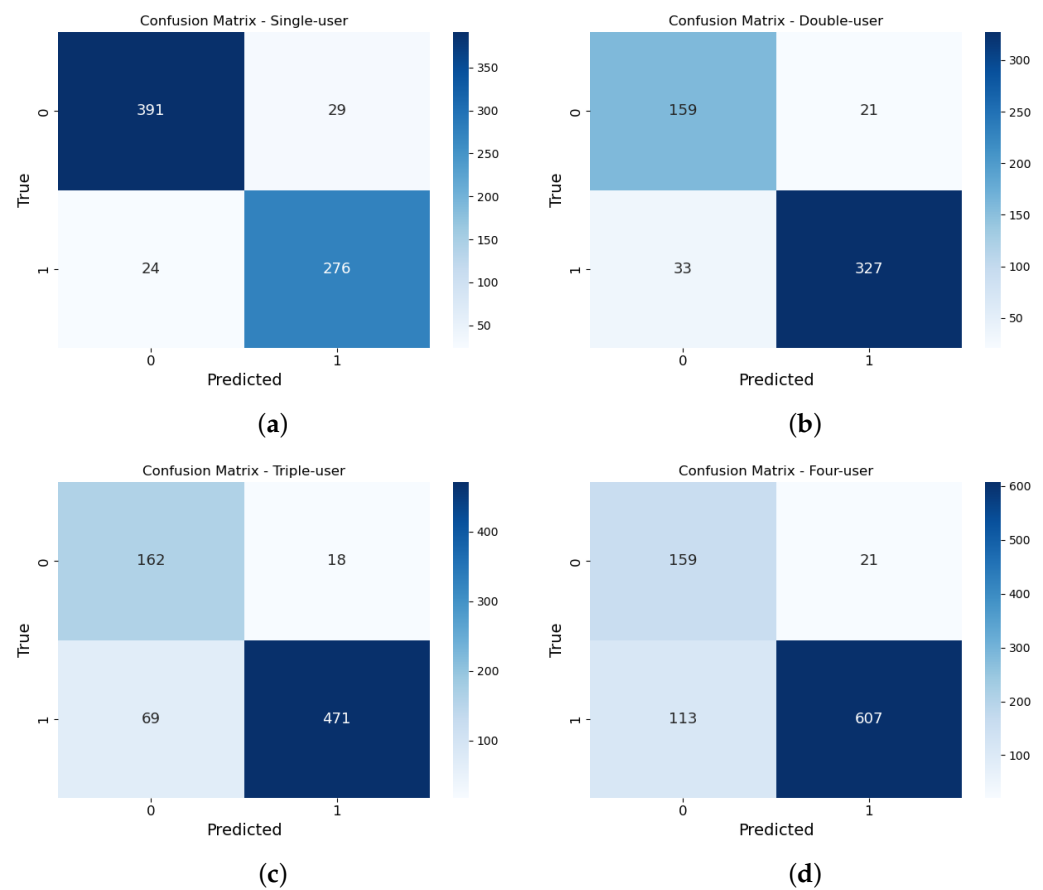 Confusion Matrix - Single-user
391 29
24 276
0
1
True
0 1
Predicted
350
300
250
200
150
100
50
(a)
Confusion Matrix - Double-user
159 21
33 327
0
1
True
0 1
Predicted
300
250
200
150
100
50
(b)
Confusion Matrix - Triple-user
162 18
69 471
0
1
True
0 1
Predicted
400
300
200
100
(c)
Confusion Matrix - Four-user
159 21
113 607
0
1
True
0 1
Predicted
600
500
400
300
200
100
(d)